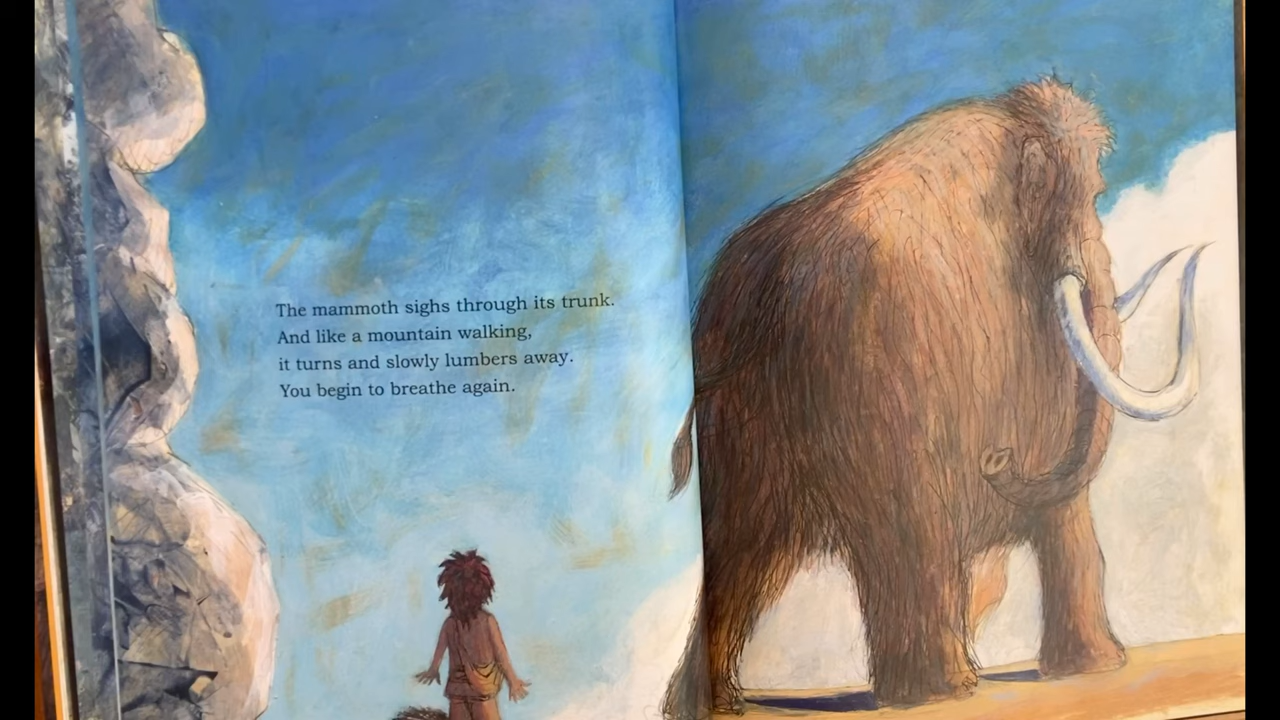 The mammoth sighs through its trunk.
And like a mountain walking,
it turns and slowly lumbers away.
You begin to breathe again.